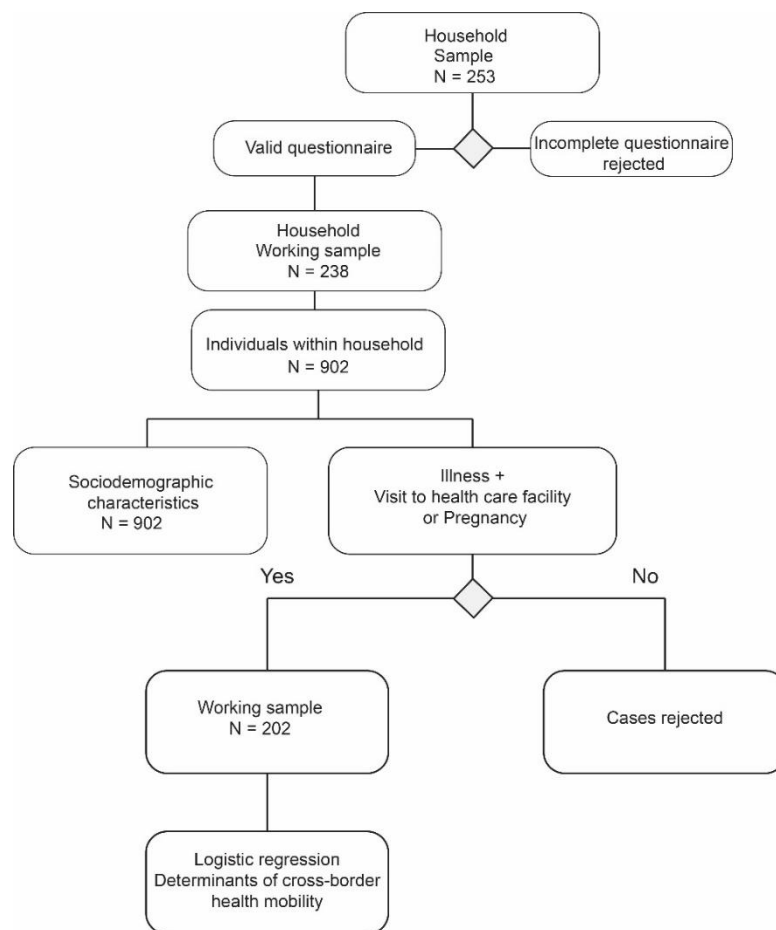 Household
Sample
N = 253
Valid questionnaire
Incomplete questionnaire
rejected
Household
Working sample
N = 238
Individuals within household
N = 902
Sociodemographic
characteristics
N = 902
Illness +
Visit to health care facility
or Pregnancy
Yes
No
Working sample
N = 202
Cases rejected
Logistic regression
Determinants of cross-border
health mobility